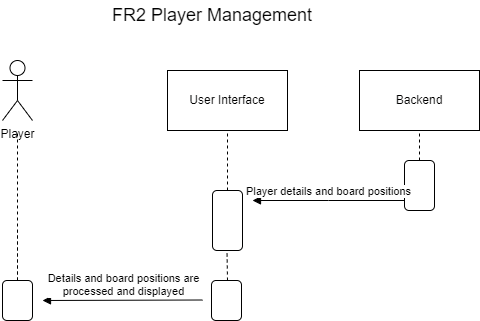 FR2 Player Management
User Interface
Backend
Player
Player details and board positions
Details and board positions are
processed and displayed